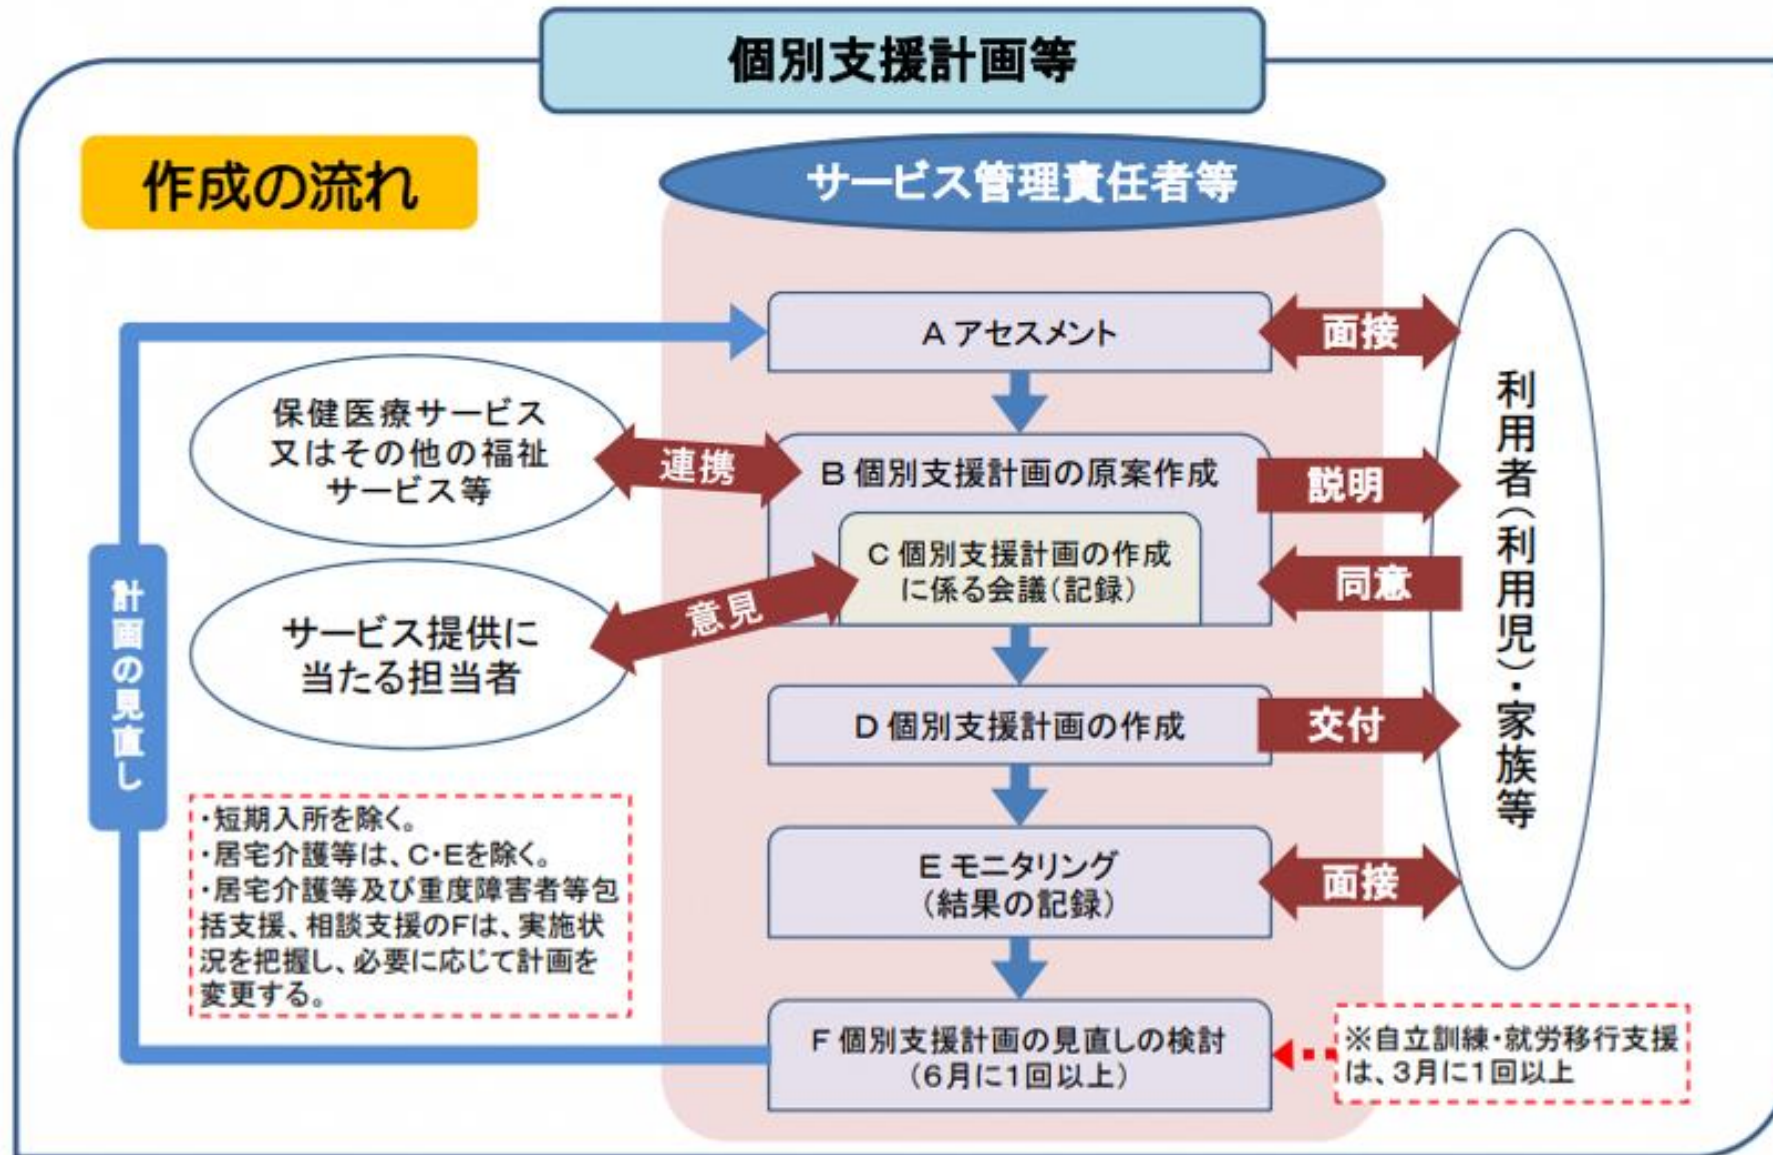 個別支援計画等
作成の流れ
サービス管理責任者等
A アセスメント
面接
保健医療サービス
又はその他の福祉
サービス等
連携
B 個別支援計画の原案作成
説明
C 個別支援計画の作成
に係る会議(記録)
同意
意見
サービス提供に
当たる担当者
D 個別支援計画の作成
交付
利用者(利用児)・家族等
計画の見直し
・短期入所を除く。
・居宅介護等は、C・Eを除く。
・居宅介護等及び重度障害者等包
括支援、相談支援のFは、実施状
況を把握し、必要に応じて計画を
変更する。
E モニタリング
(結果の記録)
面接
F 個別支援計画の見直しの検討
(6月に1回以上)
※自立訓練・就労移行支援
は、3月に1回以上